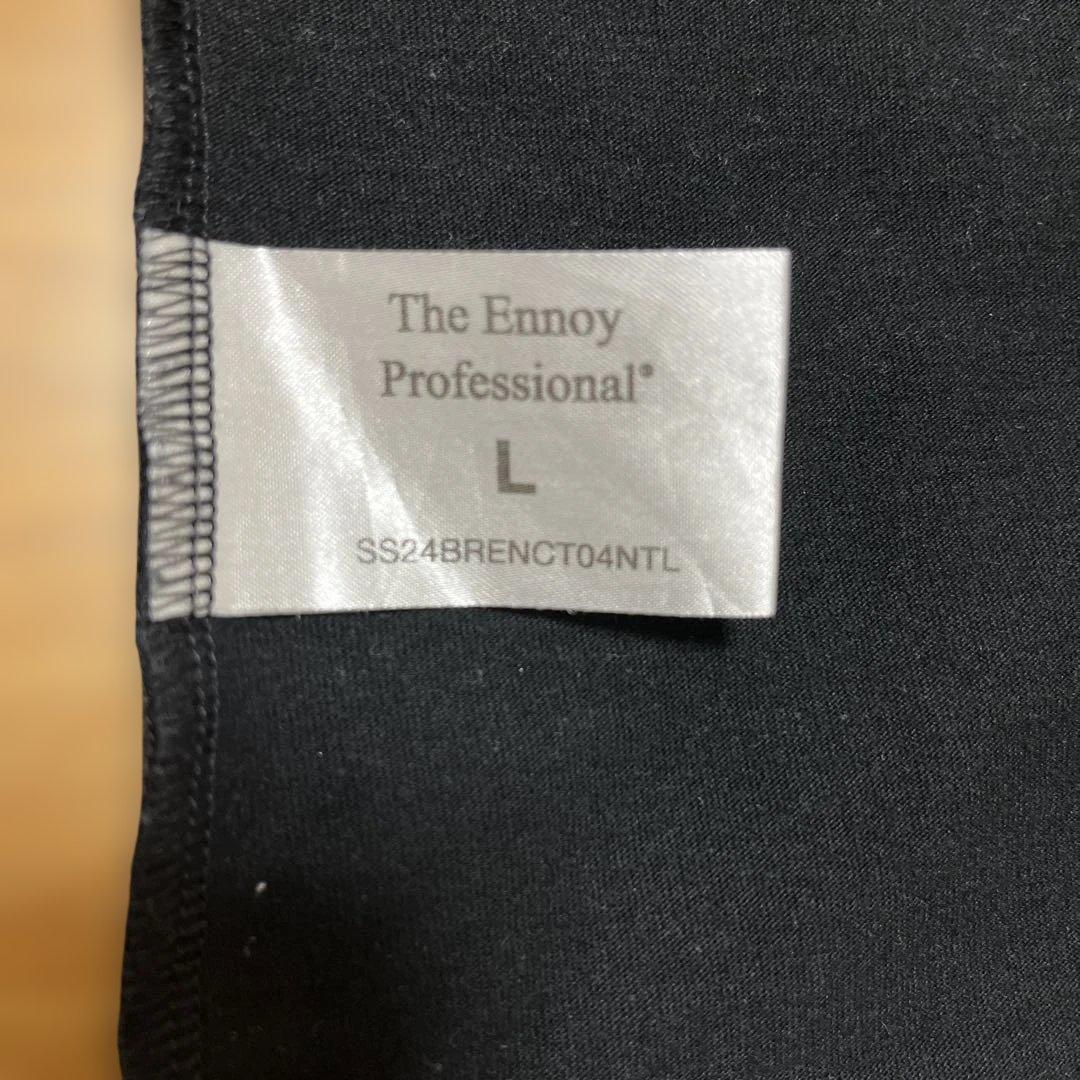 The Ennoy
Professional®
L
SS24BRENCT04NTL